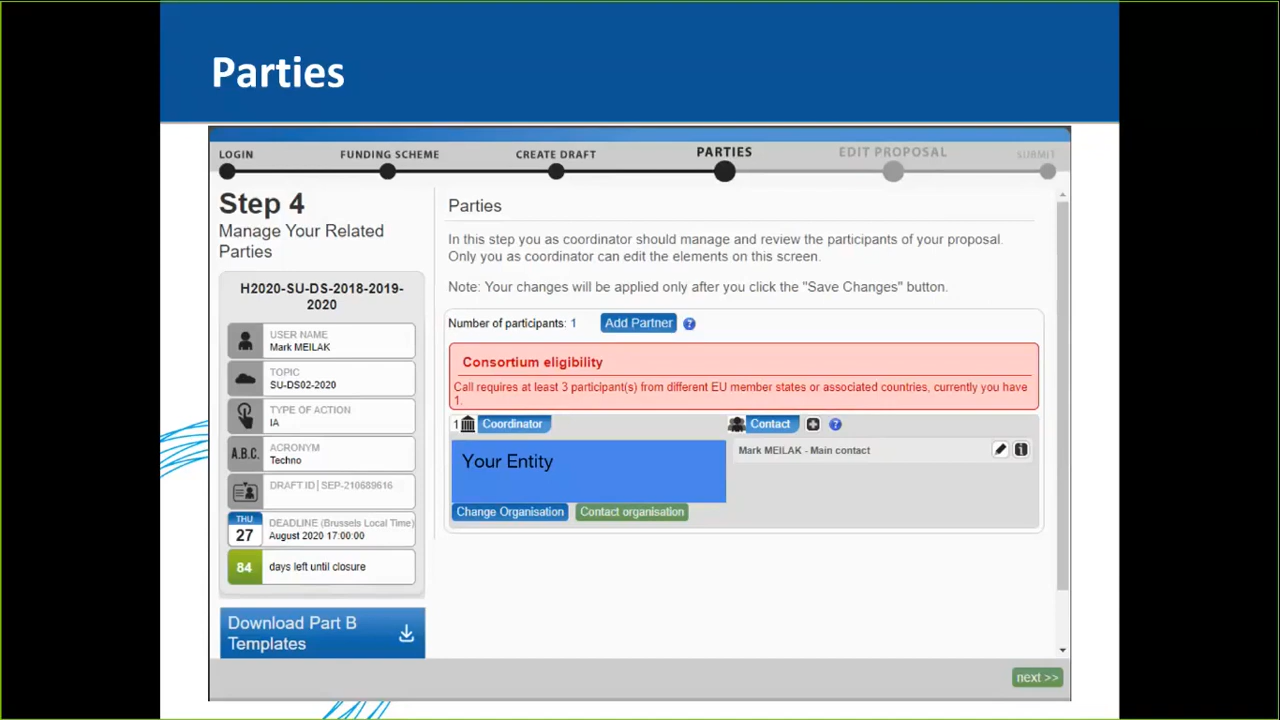 Parties
LOGIN
FUNDING SCHEME
CREATE DRAFT
PARTIES
EDIT PROPOSAL
SUBMIT
Step 4
Manage Your Related
Parties
H2020-SU-DS-2018-2019-
2020
USER NAME
Mark MEILAK
TOPIC
SU-DS02-2020
TYPE OF ACTION
IA
A.B.C.
ACRONYM
Techno
DRAFT ID | SEP-210689616
THU
27
DEADLINE (Brussels Local Time)
August 2020 17:00:00
84
days left until closure
Download Part B
Templates
Parties
In this step you as coordinator should manage and review the participants of your proposal.
Only you as coordinator can edit the elements on this screen.
Note: Your changes will be applied only after you click the "Save Changes" button.
Number of participants: 1
Add Partner
?
Consortium eligibility
Call requires at least 3 participant(s) from different EU member states or associated countries, currently you have
1.
1
Coordinator
Contact
?
Your Entity
Mark MEILAK - Main contact
Change Organisation
Contact organisation
next >>